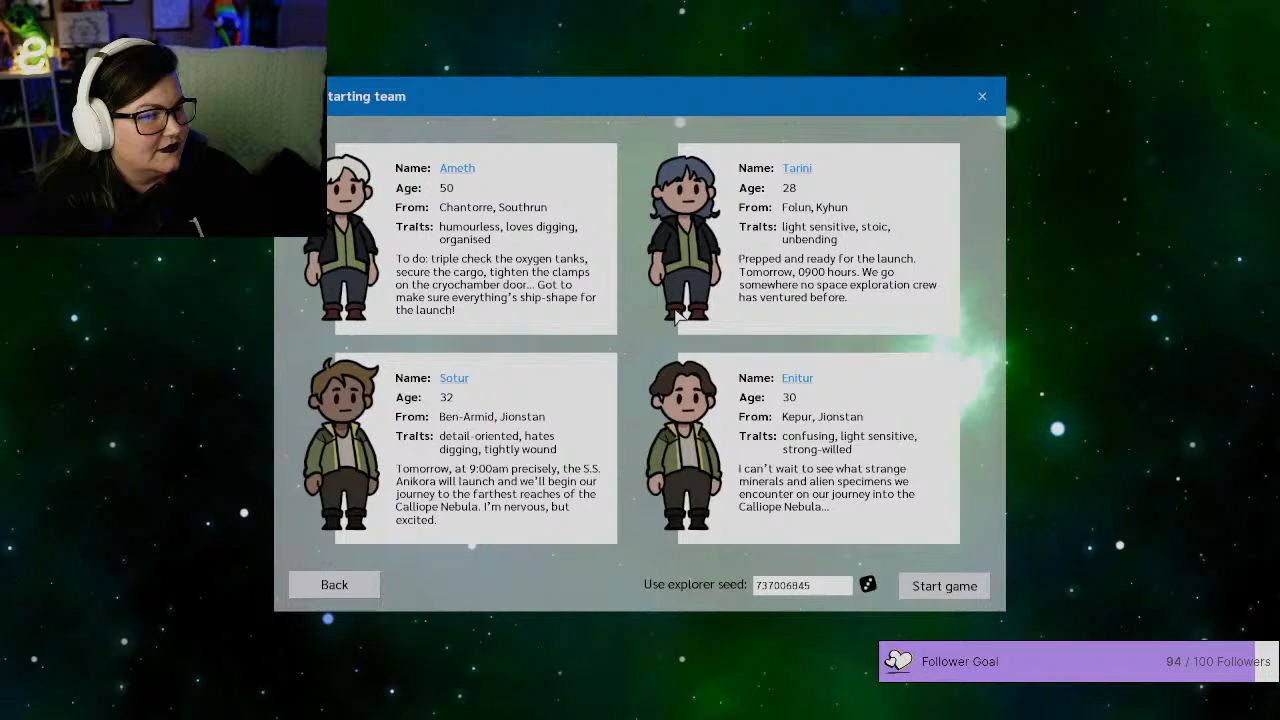 tarting team
Name: Ameth
Age: 50
From: Chantorre, Southrun
Traits: humourless, loves digging,
organised
To do: triple check the oxygen tanks,
secure the cargo, tighten the clamps
on the cryochamber door... Got to
make sure everything's ship-shape for
the launch!
Name: Tarini
Age: 28
From: Folun, Kyhun
Traits: light sensitive, stoic,
unbending
Prepped and ready for the launch.
Tomorrow, 0900 hours. We go
somewhere no space exploration crew
has ventured before.
Name: Sotur
Age: 32
From: Ben-Armid, Jionstan
Traits: detail-oriented, hates
digging, tightly wound
Tomorrow, at 9:00am precisely, the S.S.
Anikora will launch and we'll begin our
journey to the farthest reaches of the
Calliope Nebula. I'm nervous, but
excited.
Name: Enitur
Age: 30
From: Kepur, Jionstan
Traits: confusing, light sensitive,
strong-willed
I can't wait to see what strange
minerals and alien specimens we
encounter on our journey into the
Calliope Nebula...
Back
Use explorer seed: 737006845
Start game
Follower Goal 94 / 100 Followers